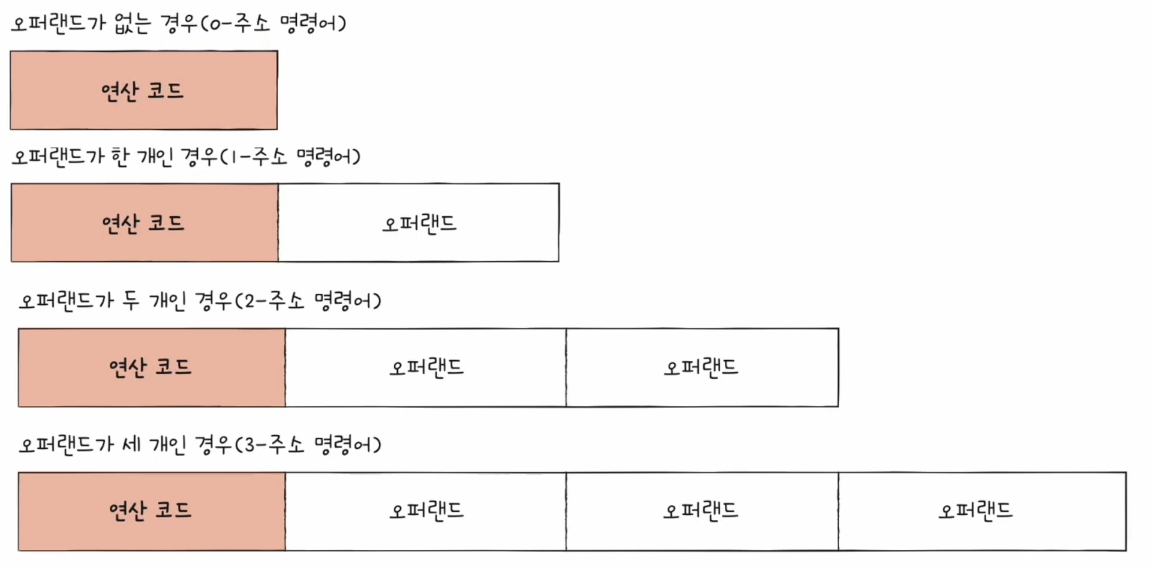 오퍼랜드가 없는 경우(0-주소 명령어)
연산 코드
오퍼랜드가 한 개인 경우(1-주소 명령어)
연산 코드 오퍼랜드
오퍼랜드가 두 개인 경우(2-주소 명령어)
연산 코드 오퍼랜드 오퍼랜드
오퍼랜드가 세 개인 경우(3-주소 명령어)
연산 코드 오퍼랜드 오퍼랜드 오퍼랜드